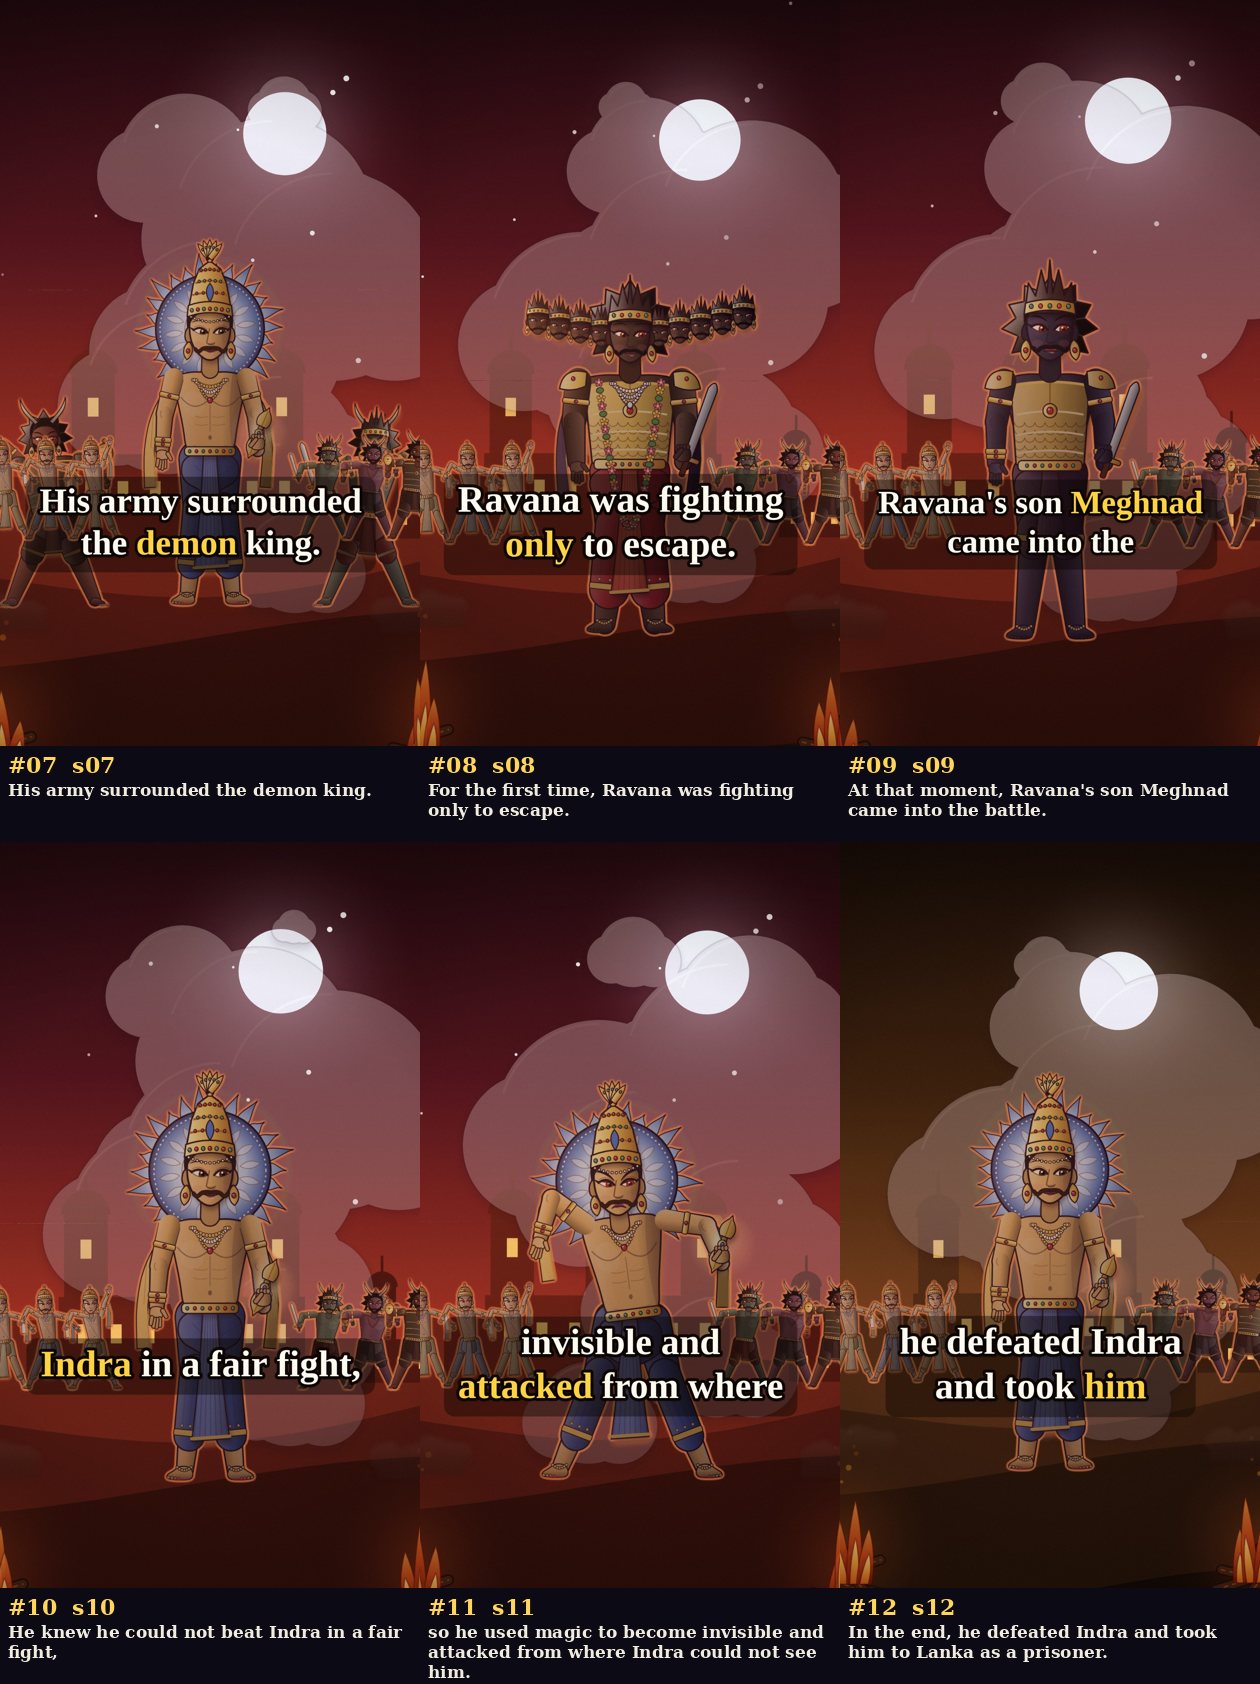 His army surrounded
the demon king.
Ravana was fighting
only to escape.
Ravana's son Meghnad
came into the
#07 s07
His army surrounded the demon king.
#08 s08
For the first time, Ravana was fighting
only to escape.
#09 s09
At that moment, Ravana's son Meghnad
came into the battle.
Indra in a fair fight,
invisible and
attacked from where
he defeated Indra
and took him
#10 s10
He knew he could not beat Indra in a fair
fight,
#11 s11
so he used magic to become invisible and
attacked from where Indra could not see
him.
#12 s12
In the end, he defeated Indra and took
him to Lanka as a prisoner.